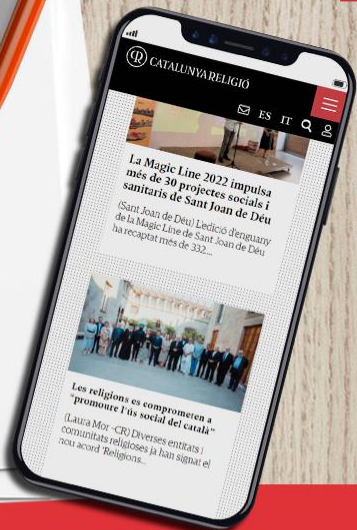 CR CATALUNYARELIGIÓ
ES IT
La Magic Line 2022 impulsa
més de 30 projectes socials i
sanitaris de Sant Joan de Déu
(Sant Joan de Déu) L'edició d'enguany
de la Magic Line de Sant Joan de Déu
ha recaptat més de 332....
Les religions es comprometen a
"promoure l'ús social del català"
(Laura Mor -CR) Diverses entitats i
comunitats religioses ja han signat el
nou acord 'Religions...